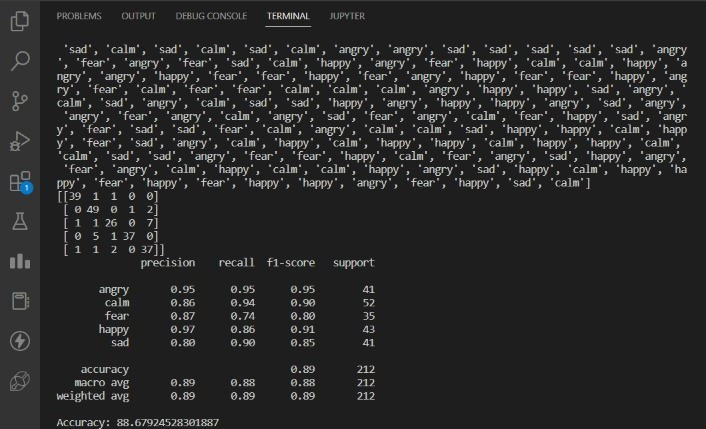 PROBLEMS OUTPUT DEBUG CONSOLE TERMINAL JUPYTER
'sad', 'calm', 'sad', 'calm', 'sad', 'calm', 'angry', 'angry', 'sad', 'sad', 'sad', 'sad', 'sad', 'angry
', 'fear', 'angry', 'fear', 'sad', 'calm', 'happy', 'angry', 'fear', 'happy', 'calm', 'calm', 'happy', 'a
ngry', 'angry', 'happy', 'fear', 'fear', 'happy', 'fear', 'angry', 'happy', 'fear', 'fear', 'happy', 'ang
ry', 'fear', 'calm', 'fear', 'fear', 'calm', 'calm', 'calm', 'angry', 'happy', 'happy', 'sad', 'angry', '
calm', 'sad', 'angry', 'calm', 'sad', 'sad', 'happy', 'angry', 'happy', 'happy', 'angry', 'sad', 'angry',
'angry', 'fear', 'angry', 'calm', 'angry', 'sad', 'fear', 'angry', 'calm', 'fear', 'happy', 'sad', 'angr
y', 'fear', 'sad', 'sad', 'fear', 'calm', 'angry', 'calm', 'calm', 'sad', 'happy', 'happy', 'calm', 'happ
y', 'fear', 'sad', 'angry', 'calm', 'happy', 'calm', 'happy', 'happy', 'calm', 'happy', 'happy', 'calm',
'calm', 'sad', 'sad', 'angry', 'fear', 'fear', 'happy', 'calm', 'fear', 'angry', 'sad', 'happy', 'angry',
'fear', 'angry', 'calm', 'happy', 'calm', 'calm', 'happy', 'angry', 'sad', 'happy', 'calm', 'happy', 'ha
ppy', 'fear', 'happy', 'fear', 'happy', 'happy', 'angry', 'fear', 'happy', 'sad', 'calm']
[[39 1 1 0 0]
[ 0 49 0 1 2]
[ 1 1 26 0 7]
[ 0 5 1 37 0]
[ 1 1 2 0 37]]
precision recall f1-score support
angry 0.95 0.95 0.95 41
calm 0.86 0.94 0.90 52
fear 0.87 0.74 0.80 35
happy 0.97 0.86 0.91 43
sad 0.80 0.90 0.85 41
accuracy 0.89 212
macro avg 0.89 0.88 0.88 212
weighted avg 0.89 0.89 0.89 212
Accuracy: 88.67924528301887
1